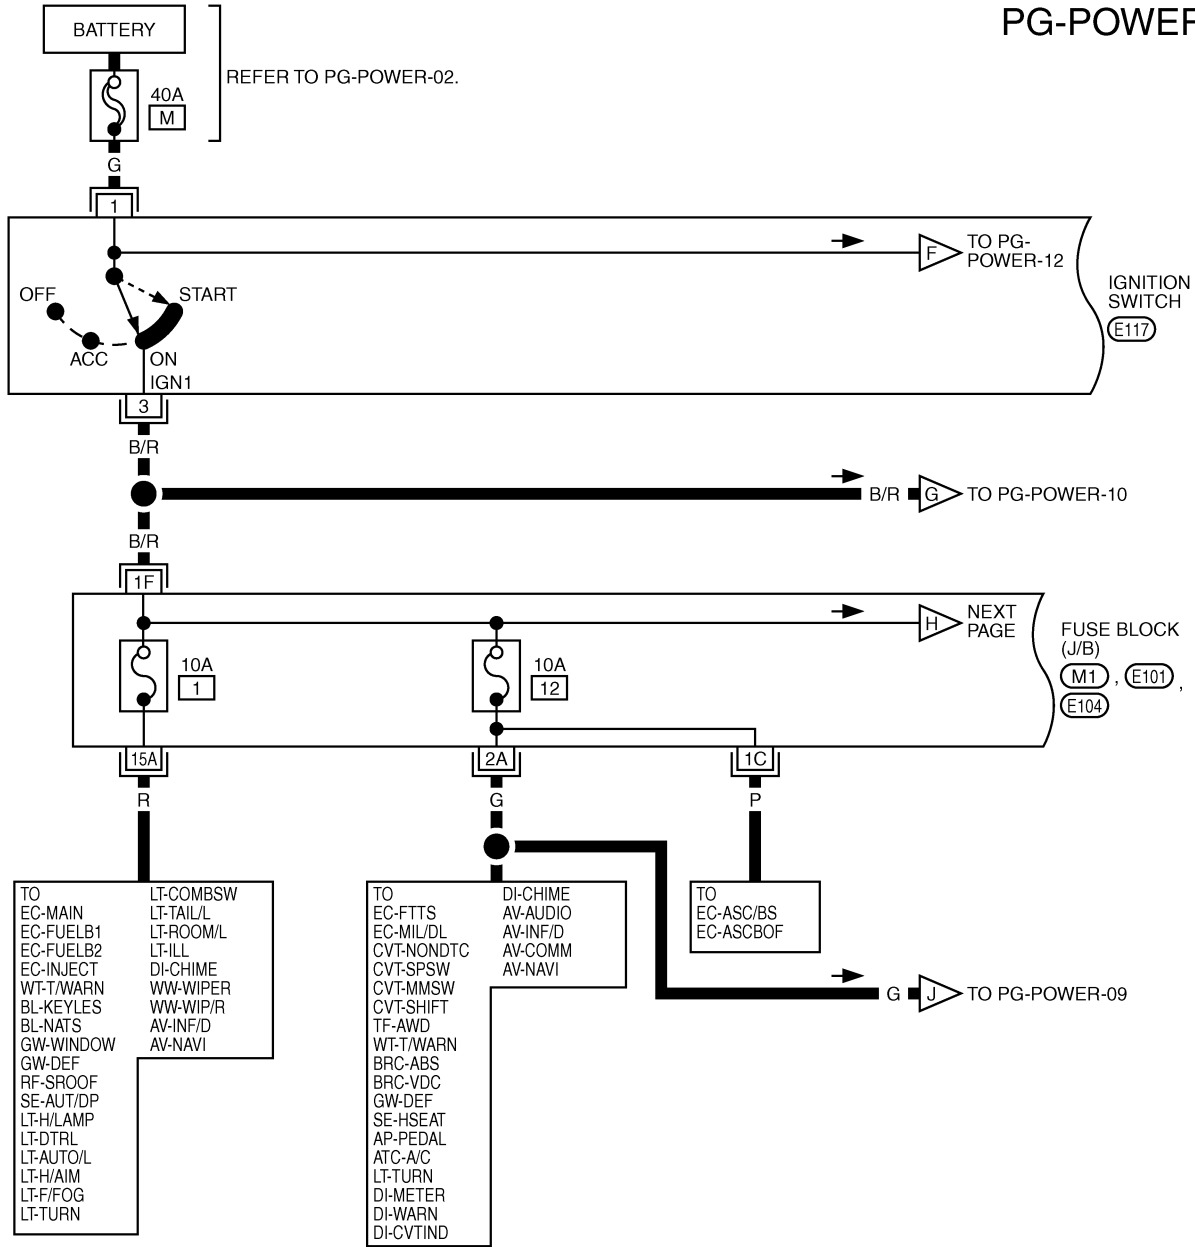 PG-POWER
BATTERY
REFER TO PG-POWER-02.
40A
M
G
1
F
TO PG-
POWER-12
OFF
START
ACC
ON
IGN1
IGNITION
SWITCH
E117
3
B/R
B/R
G
TO PG-POWER-10
B/R
1F
H
NEXT
PAGE
FUSE BLOCK
(J/B)
M1 , E101 ,
E104
10A
1
10A
12
15A
2A
1C
R
G
P
TO
EC-MAIN
EC-FUELB1
EC-FUELB2
EC-INJECT
WT-T/WARN
BL-KEYLES
BL-NATS
GW-WINDOW
GW-DEF
RF-SROOF
SE-AUT/DP
LT-H/LAMP
LT-DTRL
LT-AUTO/L
LT-H/AIM
LT-F/FOG
LT-TURN
LT-COMBSW
LT-TAIL/L
LT-ROOM/L
LT-ILL
DI-CHIME
WW-WIPER
WW-WIP/R
AV-INF/D
AV-NAVI
TO
EC-FTTS
EC-MIL/DL
CVT-NONDTC
CVT-SPSW
CVT-MMSW
CVT-SHIFT
TF-AWD
WT-T/WARN
BRC-ABS
BRC-VDC
GW-DEF
SE-HSEAT
AP-PEDAL
ATC-A/C
LT-TURN
DI-METER
DI-WARN
DI-CVTIND
DI-CHIME
AV-AUDIO
AV-INF/D
AV-COMM
AV-NAVI
TO
EC-ASC/BS
EC-ASCBOF
G
J
TO PG-POWER-09